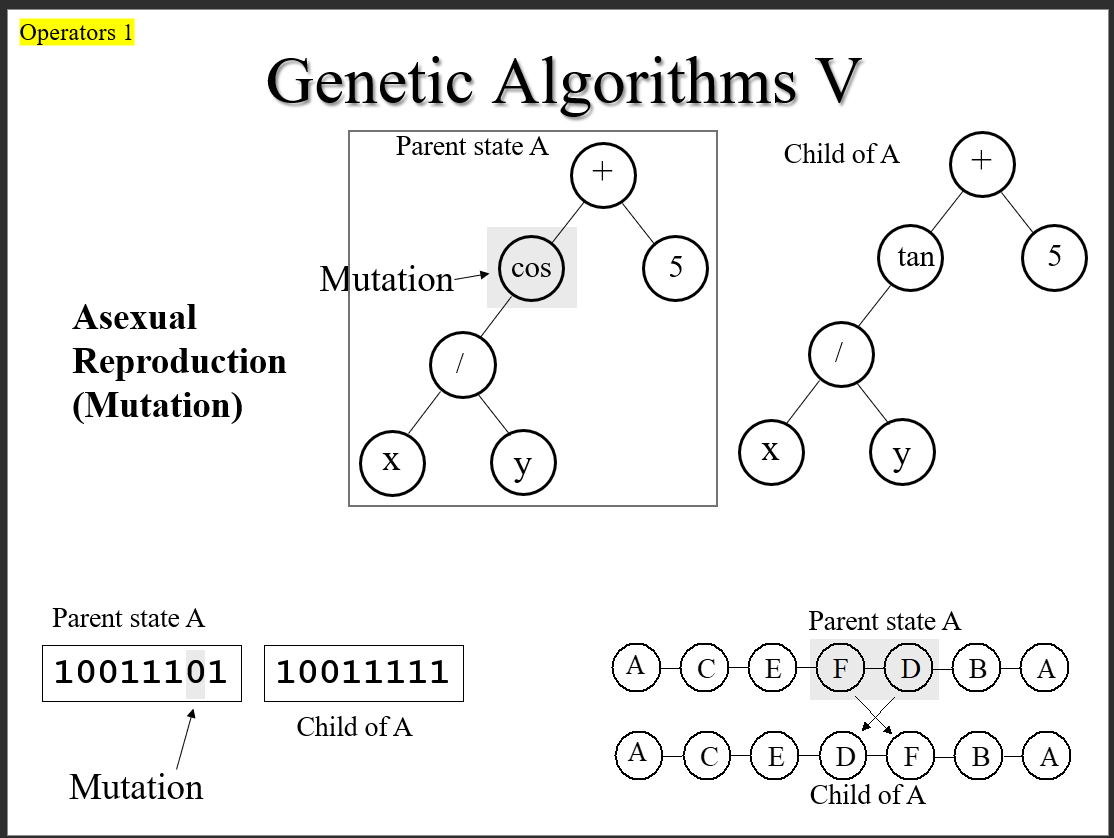 Operators 1
Genetic Algorithms V
Parent state A
+
cos
5
/
x
y
Mutation
Child of A
+
tan
5
/
x
y
Asexual
Reproduction
(Mutation)
Parent state A
10011101
10011111
Child of A
Mutation
Parent state A
A C E F D B A
A C E D F B A
Child of A